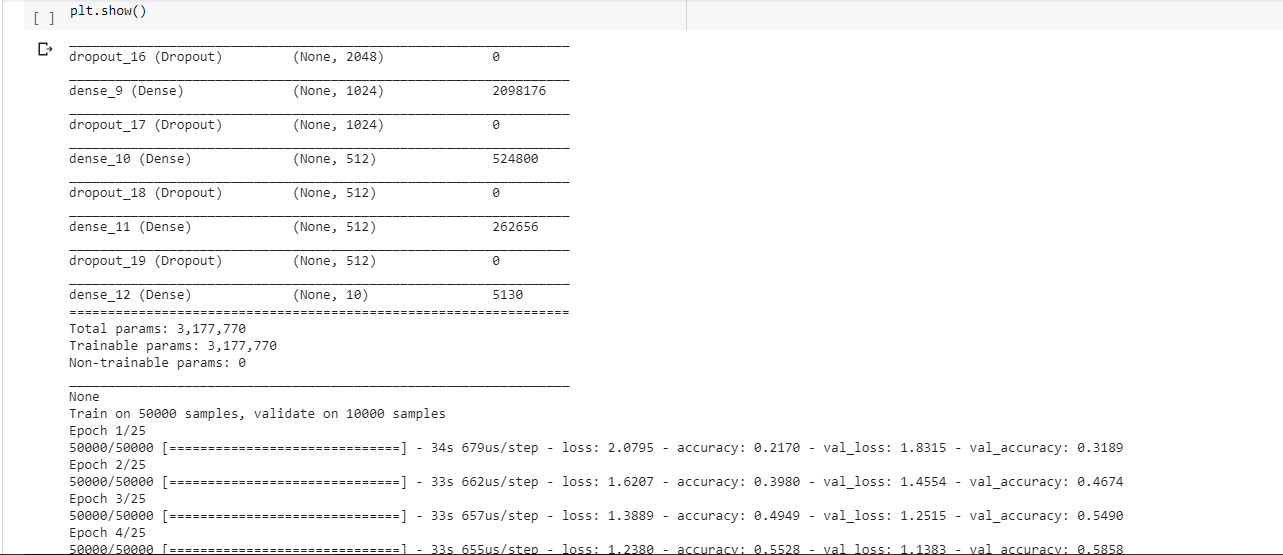 [ ] plt.show()
_________________________________________________________________
dropout_16 (Dropout) (None, 2048) 0
_________________________________________________________________
dense_9 (Dense) (None, 1024) 2098176
_________________________________________________________________
dropout_17 (Dropout) (None, 1024) 0
_________________________________________________________________
dense_10 (Dense) (None, 512) 524800
_________________________________________________________________
dropout_18 (Dropout) (None, 512) 0
_________________________________________________________________
dense_11 (Dense) (None, 512) 262656
_________________________________________________________________
dropout_19 (Dropout) (None, 512) 0
_________________________________________________________________
dense_12 (Dense) (None, 10) 5130
=================================================================
Total params: 3,177,770
Trainable params: 3,177,770
Non-trainable params: 0
_________________________________________________________________
None
Train on 50000 samples, validate on 10000 samples
Epoch 1/25
50000/50000 [==============================] - 34s 679us/step - loss: 2.0795 - accuracy: 0.2170 - val_loss: 1.8315 - val_accuracy: 0.3189
Epoch 2/25
50000/50000 [==============================] - 33s 662us/step - loss: 1.6207 - accuracy: 0.3980 - val_loss: 1.4554 - val_accuracy: 0.4674
Epoch 3/25
50000/50000 [==============================] - 33s 657us/step - loss: 1.3889 - accuracy: 0.4949 - val_loss: 1.2515 - val_accuracy: 0.5490
Epoch 4/25
50000/50000 [==============================] - 33s 655us/step - loss: 1.2380 - accuracy: 0.5528 - val_loss: 1.1383 - val_accuracy: 0.5858